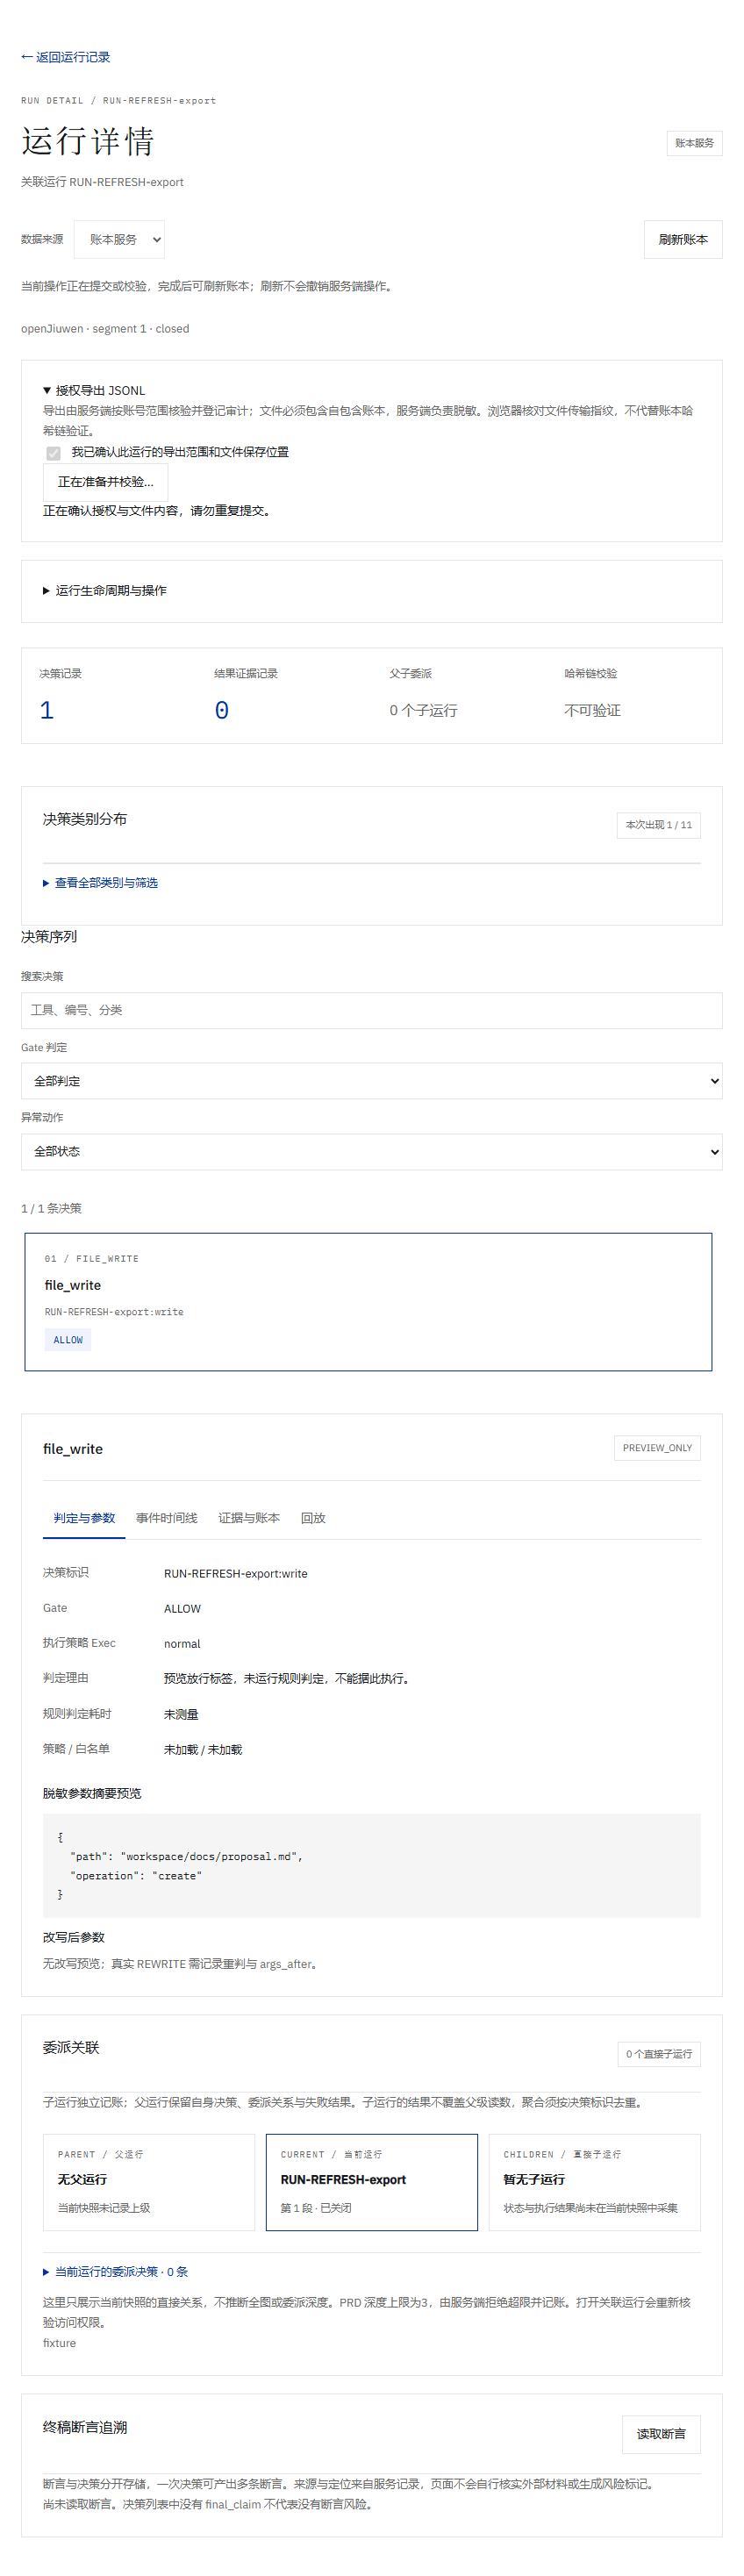 ← 返回运行记录
RUN DETAIL / RUN-REFRESH-export
运行详情
账本服务
关联运行 RUN-REFRESH-export
数据来源
账本服务
刷新账本
当前操作正在提交或校验，完成后可刷新账本；刷新不会撤销服务端操作。
openJiuwen · segment 1 · closed
▼ 授权导出 JSONL
导出由服务端按账号范围核验并登记审计；文件必须包含自包含账本，服务端负责脱敏。浏览器核对文件传输指纹，不代替账本哈
希链验证。
我已确认此运行的导出范围和文件保存位置
正在准备并校验...
正在确认授权与文件内容，请勿重复提交。
▶ 运行生命周期与操作
决策记录
1
结果证据记录
0
父子委派
0 个子运行
哈希链校验
不可验证
决策类别分布
本次出现 1 / 11
▶ 查看全部类别与筛选
决策序列
搜索决策
工具、编号、分类
Gate 判定
全部判定
异常动作
全部状态
1 / 1 条决策
01 / FILE_WRITE
file_write
RUN-REFRESH-export:write
ALLOW
file_write
PREVIEW_ONLY
判定与参数
事件时间线
证据与账本
回放
决策标识
RUN-REFRESH-export:write
Gate
ALLOW
执行策略 Exec
normal
判定理由
预览放行标签，未运行规则判定，不能据此执行。
规则判定耗时
未测量
策略 / 白名单
未加载 / 未加载
脱敏参数摘要预览
{
"path": "workspace/docs/proposal.md",
"operation": "create"
}
改写后参数
无改写预览；真实 REWRITE 需记录重判与 args_after。
委派关联
0 个直接子运行
子运行独立记账；父运行保留自身决策、委派关系与失败结果。子运行的结果不覆盖父级读数，聚合须按决策标识去重。
PARENT / 父运行
无父运行
当前快照未记录上级
CURRENT / 当前运行
RUN-REFRESH-export
第 1 段 · 已关闭
CHILDREN / 直接子运行
暂无子运行
状态与执行结果尚未在当前快照中采集
▶ 当前运行的委派决策 · 0 条
这里只展示当前快照的直接关系，不推断全图或委派深度。PRD 深度上限为3，由服务端拒绝超限并记账。打开关联运行会重新核
验访问权限。
fixture
终稿断言追溯
读取断言
断言与决策分开存储，一次决策可产出多条断言。来源与定位来自服务记录，页面不会自行核实外部材料或生成风险标记。
尚未读取断言。决策列表中没有 final_claim 不代表没有断言风险。